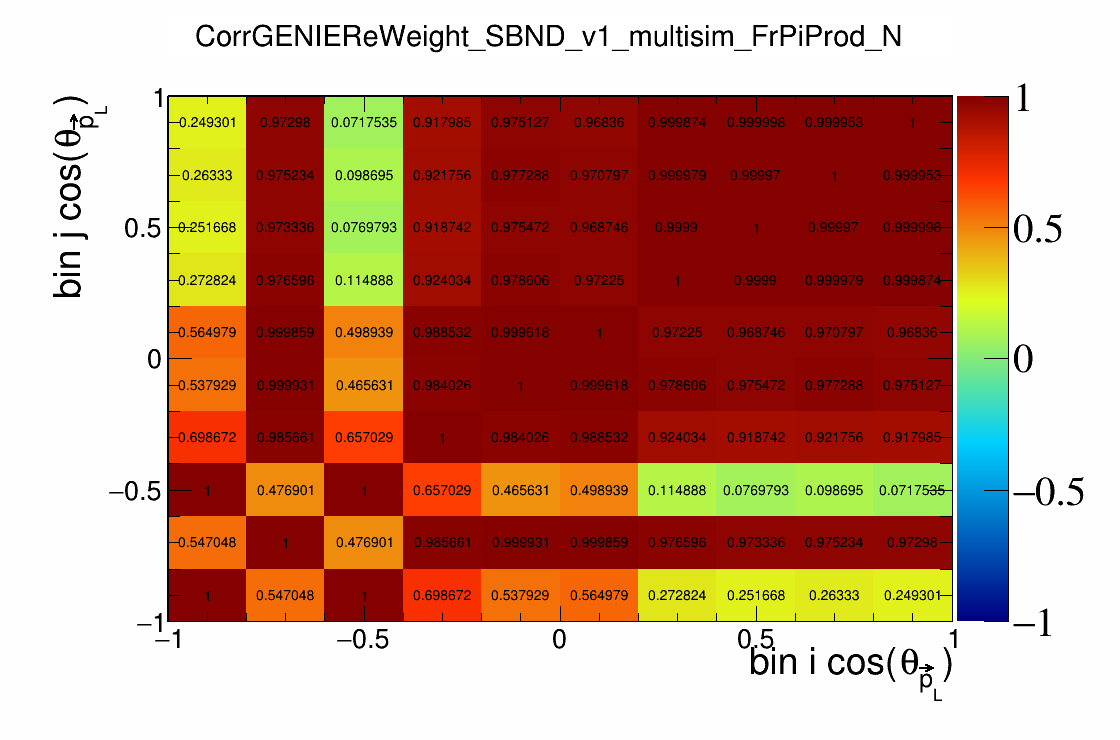 CorrGENIEReWeight_SBND_v1_multisim_FrPiProd_N
bin j cos(θ_p⃗_L)
1
0.249301 0.97298 0.0717535 0.917985 0.975127 0.96836 0.999874 0.999998 0.999953 1
0.26333 0.975234 0.098695 0.921756 0.977288 0.970797 0.999979 0.99997 1 0.999953
0.5
0.251668 0.973336 0.0769793 0.918742 0.975472 0.968746 0.9999 1 0.99997 0.999998
0.272824 0.976596 0.114888 0.924034 0.978606 0.97225 1 0.9999 0.999979 0.999874
0.564979 0.999859 0.498939 0.988532 0.999618 1 0.97225 0.968746 0.970797 0.96836
0
0.537929 0.999931 0.465631 0.984026 1 0.999618 0.978606 0.975472 0.977288 0.975127
0.698672 0.985661 0.657029 1 0.984026 0.988532 0.924034 0.918742 0.921756 0.917985
−0.5
1 0.476901 1 0.657029 0.465631 0.498939 0.114888 0.0769793 0.098695 0.0717535
0.547048 1 0.476901 0.985661 0.999931 0.999859 0.976596 0.973336 0.975234 0.97298
1 0.547048 1 0.698672 0.537929 0.564979 0.272824 0.251668 0.26333 0.249301
−1
−1 −0.5 0 0.5 1
bin i cos(θ_p⃗_L)
1
0.5
0
−0.5
−1